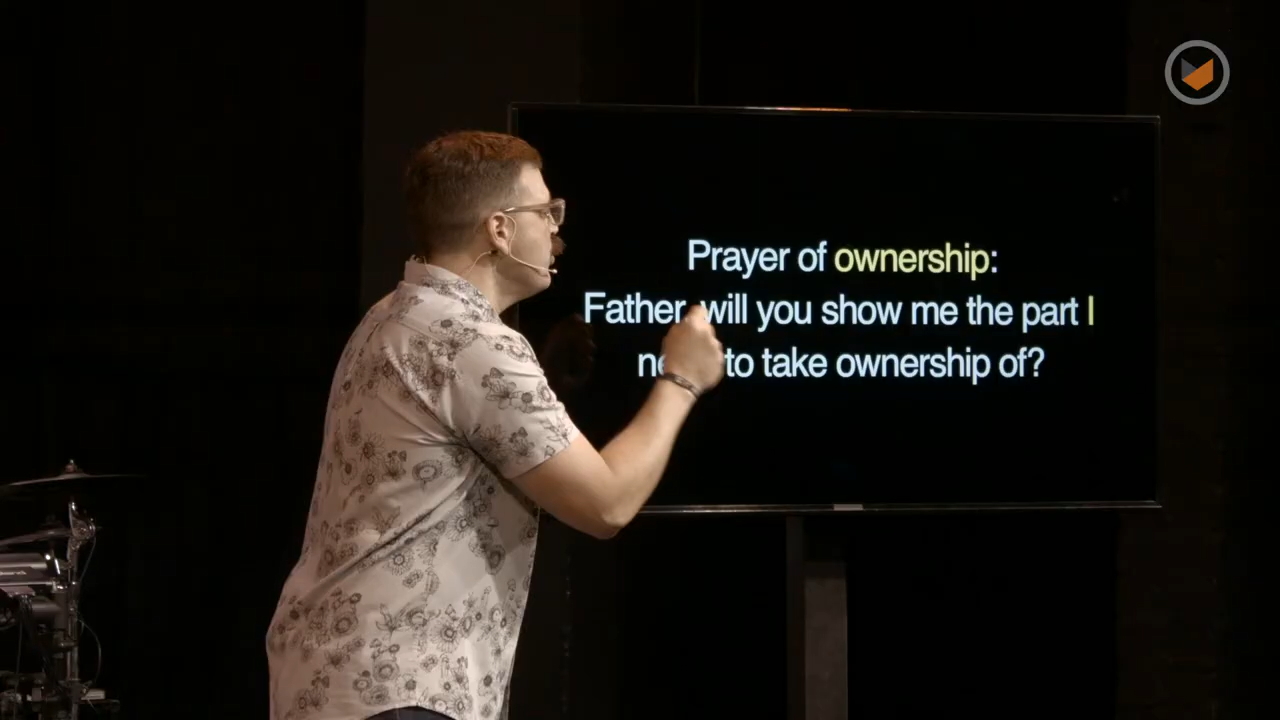 Prayer of ownership:
Father, will you show me the part I
to take ownership of?